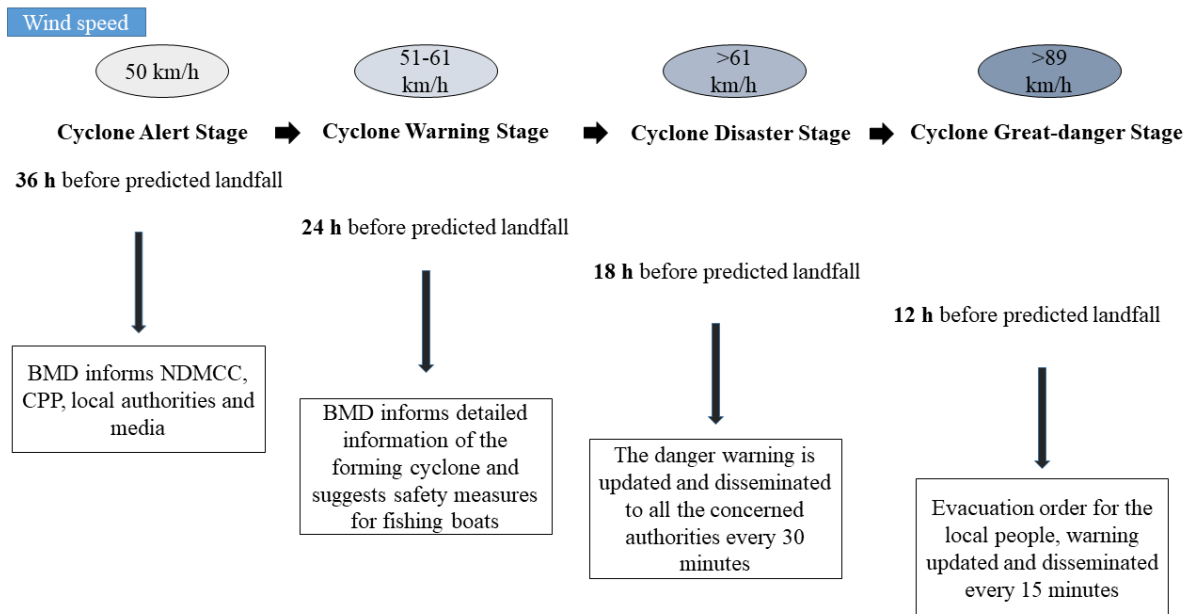 Wind speed
50 km/h
51-61
km/h
>61
km/h
>89
km/h
Cyclone Alert Stage
Cyclone Warning Stage
Cyclone Disaster Stage
Cyclone Great-danger Stage
36 h before predicted landfall
24 h before predicted landfall
18 h before predicted landfall
12 h before predicted landfall
BMD informs NDMCC,
CPP, local authorities and
media
BMD informs detailed
information of the
forming cyclone and
suggests safety measures
for fishing boats
The danger warning is
updated and disseminated
to all the concerned
authorities every 30
minutes
Evacuation order for the
local people, warning
updated and disseminated
every 15 minutes